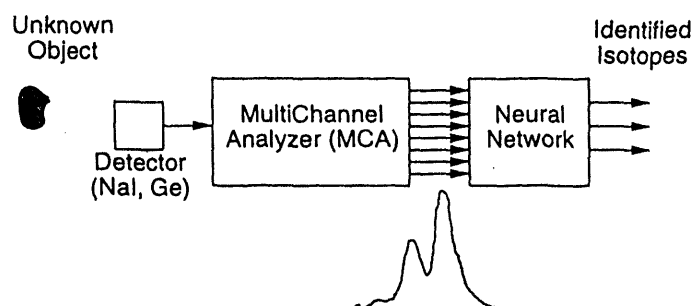 Unknown
Object
Detector
(NaI, Ge)
MultiChannel
Analyzer (MCA)
Neural
Network
Identified
Isotopes